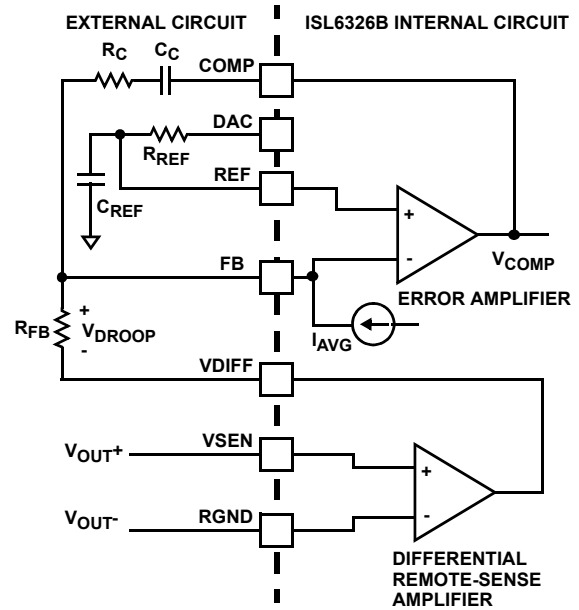 EXTERNAL CIRCUIT
ISL6326B INTERNAL CIRCUIT
RC
CC
COMP
DAC
RREF
REF
CREF
+
-
VCOMP
FB
ERROR AMPLIFIER
RFB
+
VDROOP
-
IAVG
VDIFF
VOUT+
VSEN
+
VOUT-
RGND
-
DIFFERENTIAL
REMOTE-SENSE
AMPLIFIER